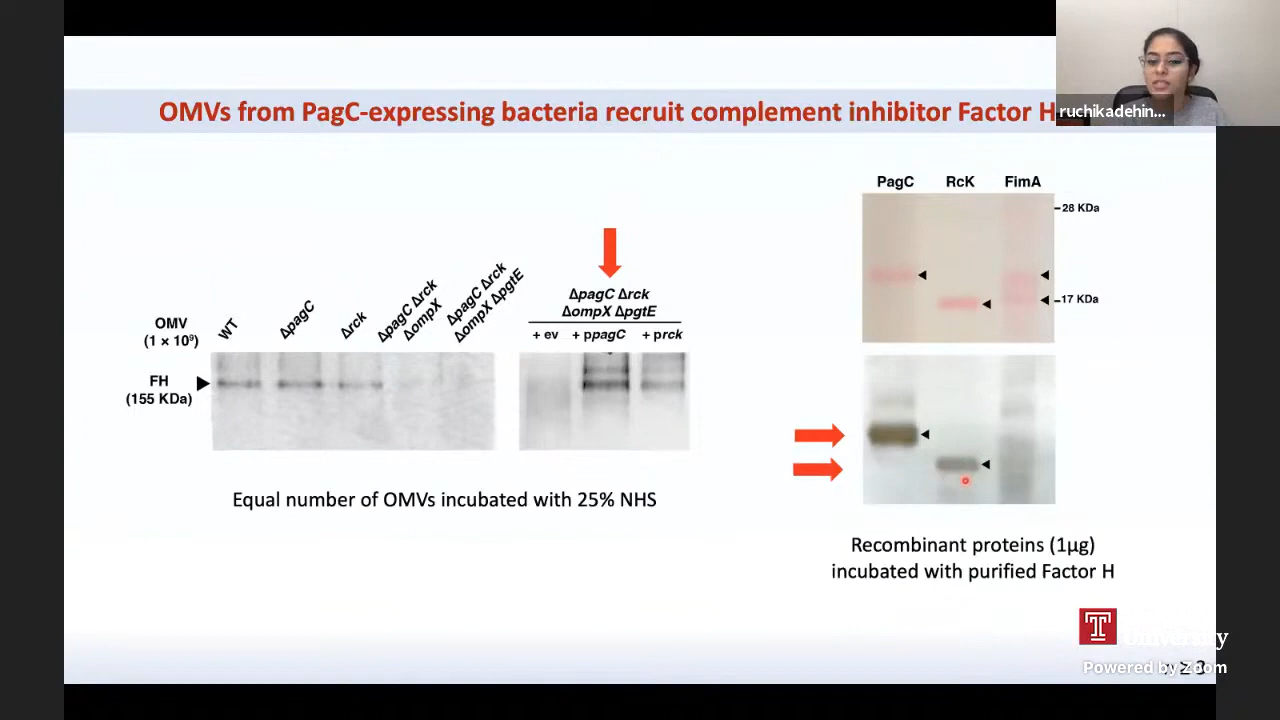 OMVs from PagC-expressing bacteria recruit complement inhibitor Factor H
ruchikadehin...
OMV
(1 × 10⁹)
WT
ΔpagC
Δrck
ΔpagC Δrck
ΔompX
ΔpagC Δrck
ΔompX ΔpgtE
ΔpagC Δrck
ΔompX ΔpgtE
+ ev + ppagC + prck
FH
(155 KDa)
Equal number of OMVs incubated with 25% NHS
PagC RcK FimA
28 KDa
17 KDa
Recombinant proteins (1µg)
incubated with purified Factor H
T
University
Powered by Zoom